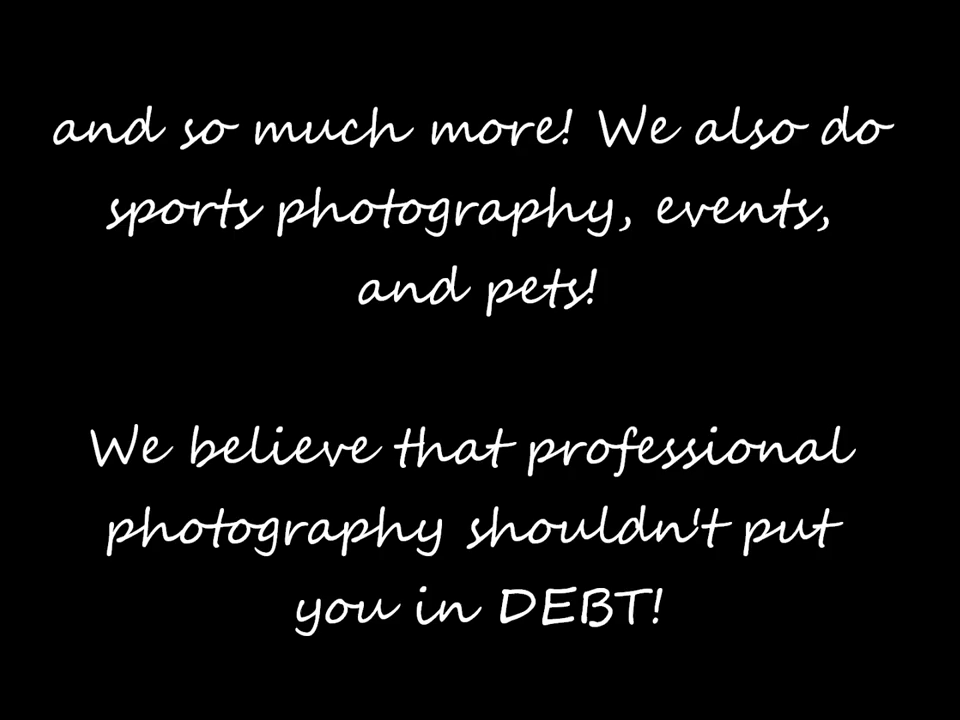 and so much more! We also do
sports photography, events,
and pets!
We believe that professional
photography shouldn't put
you in DEBT!